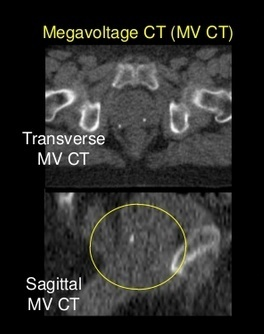 Megavoltage CT (MV CT)
Transverse
MV CT
Sagittal
MV CT